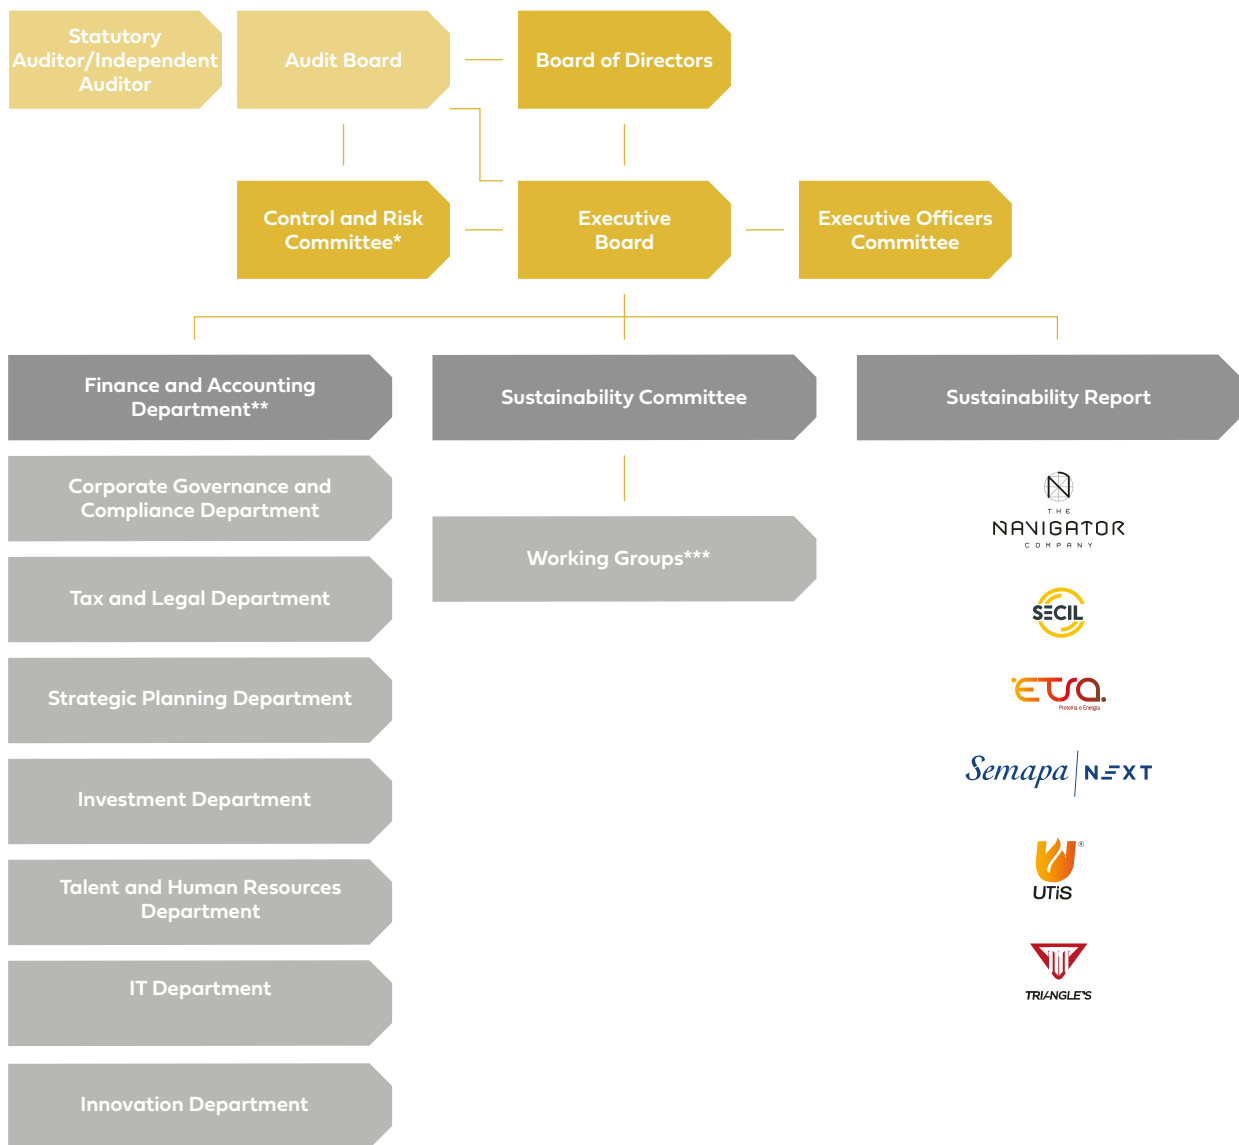 Statutory
Auditor/Independent
Auditor
Audit Board
Board of Directors
Control and Risk
Committee*
Executive
Board
Executive Officers
Committee
Finance and Accounting
Department**
Sustainability Committee
Sustainability Report
Corporate Governance and
Compliance Department
Tax and Legal Department
Strategic Planning Department
Investment Department
Talent and Human Resources
Department
IT Department
Innovation Department
Working Groups***
THE
NAVIGATOR
COMPANY
SECIL
ETSA
Proteína e Energia
Semapa NEXT
®
UTiS
TRIANGLE'S